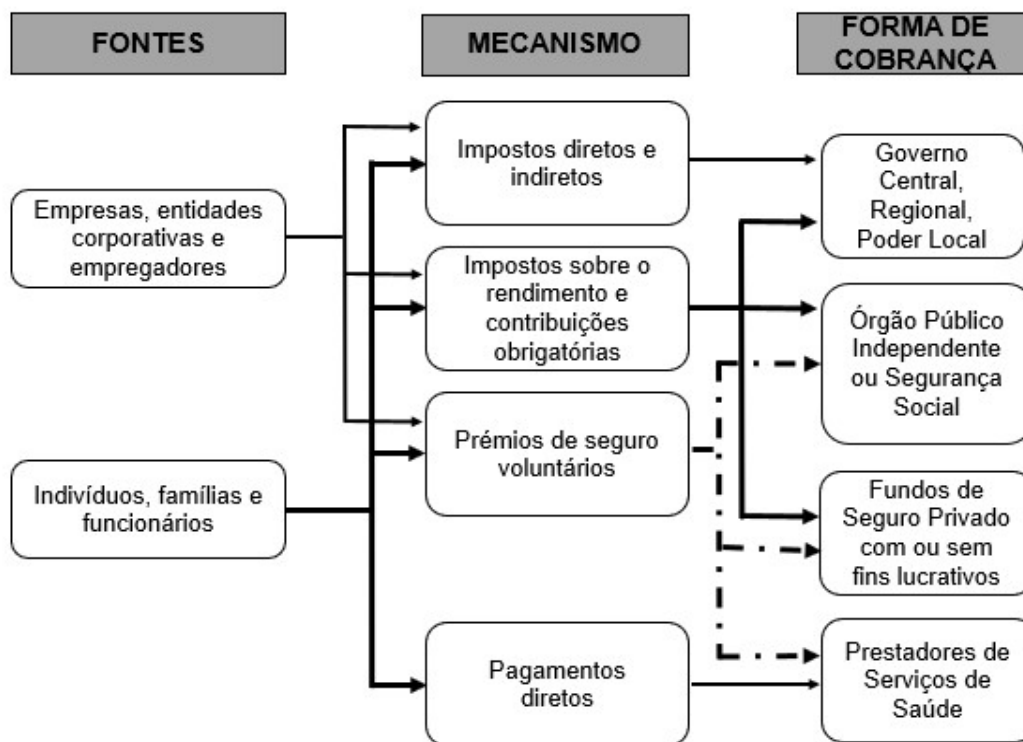 FONTES
MECANISMO
FORMA DE
COBRANÇA
Empresas, entidades
corporativas e
empregadores
Indivíduos, famílias e
funcionários
Impostos diretos e
indiretos
Impostos sobre o
rendimento e
contribuições
obrigatórias
Prémios de seguro
voluntários
Pagamentos
diretos
Governo
Central,
Regional,
Poder Local
Órgão Público
Independente
ou Segurança
Social
Fundos de
Seguro Privado
com ou sem
fins lucrativos
Prestadores de
Serviços de
Saúde